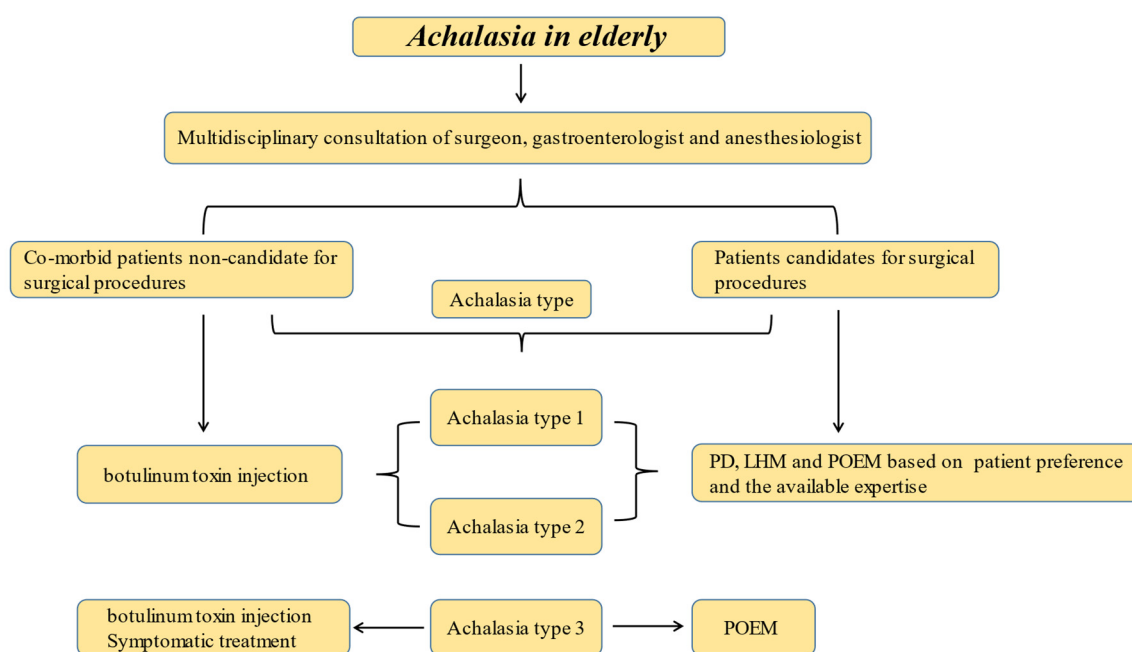 Achalasia in elderly
Multidisciplinary consultation of surgeon, gastroenterologist and anesthesiologist
Co-morbid patients non-candidate for
surgical procedures
Patients candidates for surgical
procedures
Achalasia type
Achalasia type 1
botulinum toxin injection
PD, LHM and POEM based on patient preference
and the available expertise
Achalasia type 2
botulinum toxin injection
Symptomatic treatment
Achalasia type 3
POEM